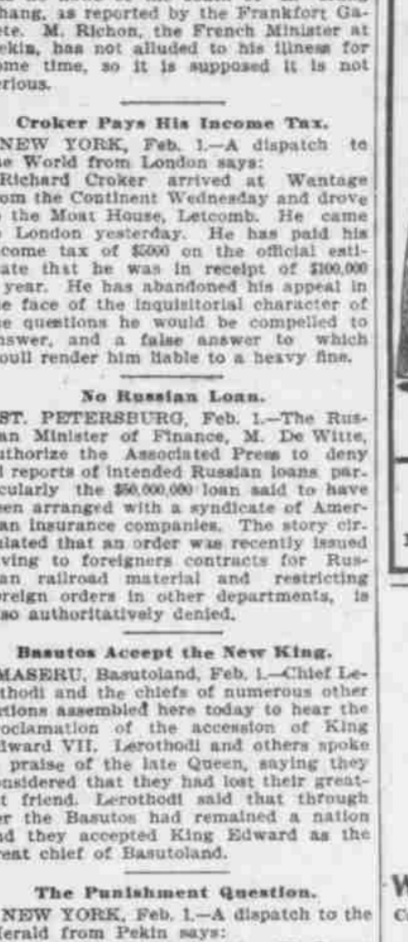 hang, as reported by the Frankfort Ga-
ete. M. Richon, the French Minister at
ekin, has not alluded to his illness for
ome time, so it is supposed it is not
erious.
Croker Pays His Income Tax.
NEW YORK, Feb. 1.—A dispatch to
he World from London says:
Richard Croker arrived at Wantage
om the Continent Wednesday and drove
the Moat House, Letcomb. He came
London yesterday. He has paid his
come tax of $5000 on the official esti-
ate that he was in receipt of $100,000
year. He has abandoned his appeal in
e face of the inquisitorial character of
e questions he would be compelled to
nswer, and a false answer to which
oull render him liable to a heavy fine.
No Russian Loan.
ST. PETERSBURG, Feb. 1.—The Rus-
an Minister of Finance, M. De Witte,
uthorize the Associated Press to deny
l reports of intended Russian loans par-
cularly the $50,000,000 loan said to have
een arranged with a syndicate of Amer-
an insurance companies. The story cir-
ulated that an order was recently issued
ving to foreigners contracts for Rus-
an railroad material and restricting
reign orders in other departments, is
so authoritatively denied.
Basutos Accept the New King.
MASERU, Basutoland, Feb. 1.—Chief Le-
thodi and the chiefs of numerous other
ations assembled here today to hear the
roclamation of the accession of King
dward VII. Lerothodi and others spoke
praise of the late Queen, saying they
onsidered that they had lost their great-
t friend. Lerothodi said that through
er the Basutos had remained a nation
nd they accepted King Edward as the
reat chief of Basutoland.
The Punishment Question.
NEW YORK, Feb. 1.—A dispatch to the
Herald from Pekin says: